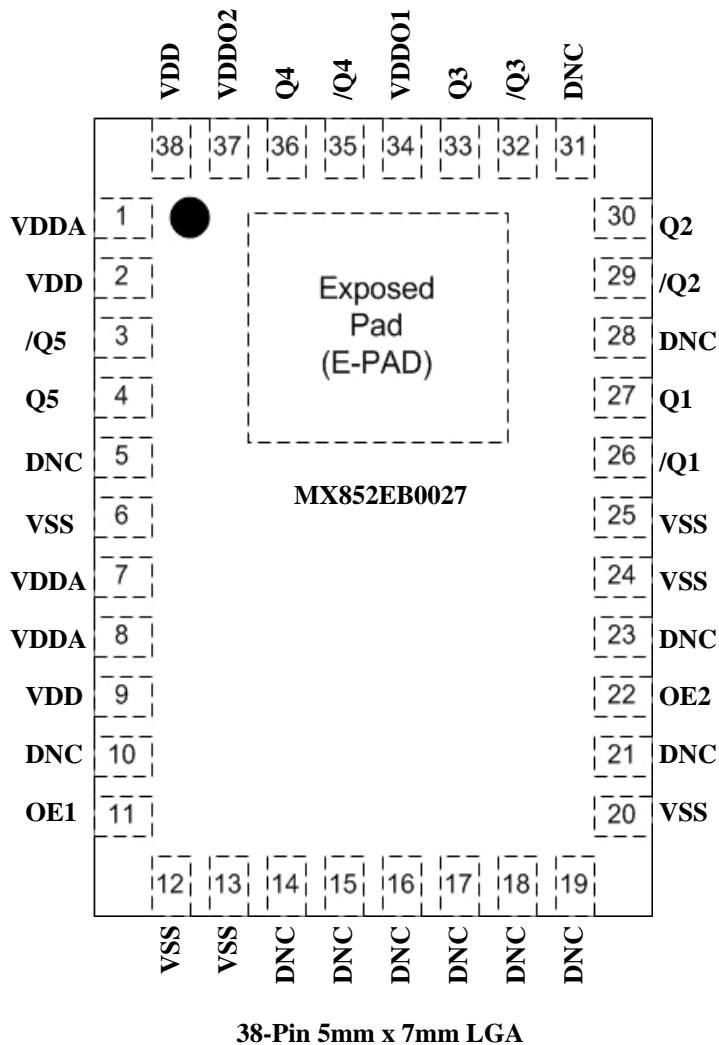 VDD VDDO2 Q4 /Q4 VDDO1 Q3 /Q3 DNC
38 37 36 35 34 33 32 31
VDDA 1 30 Q2
VDD 2 29 /Q2
/Q5 3 28 DNC
Q5 4 27 Q1
DNC 5 26 /Q1
VSS 6 25 VSS
VDDA 7 24 VSS
VDDA 8 23 DNC
VDD 9 22 OE2
DNC 10 21 DNC
OE1 11 20 VSS
Exposed
Pad
(E-PAD)
MX852EB0027
12 13 14 15 16 17 18 19
VSS VSS DNC DNC DNC DNC DNC DNC
38-Pin 5mm x 7mm LGA